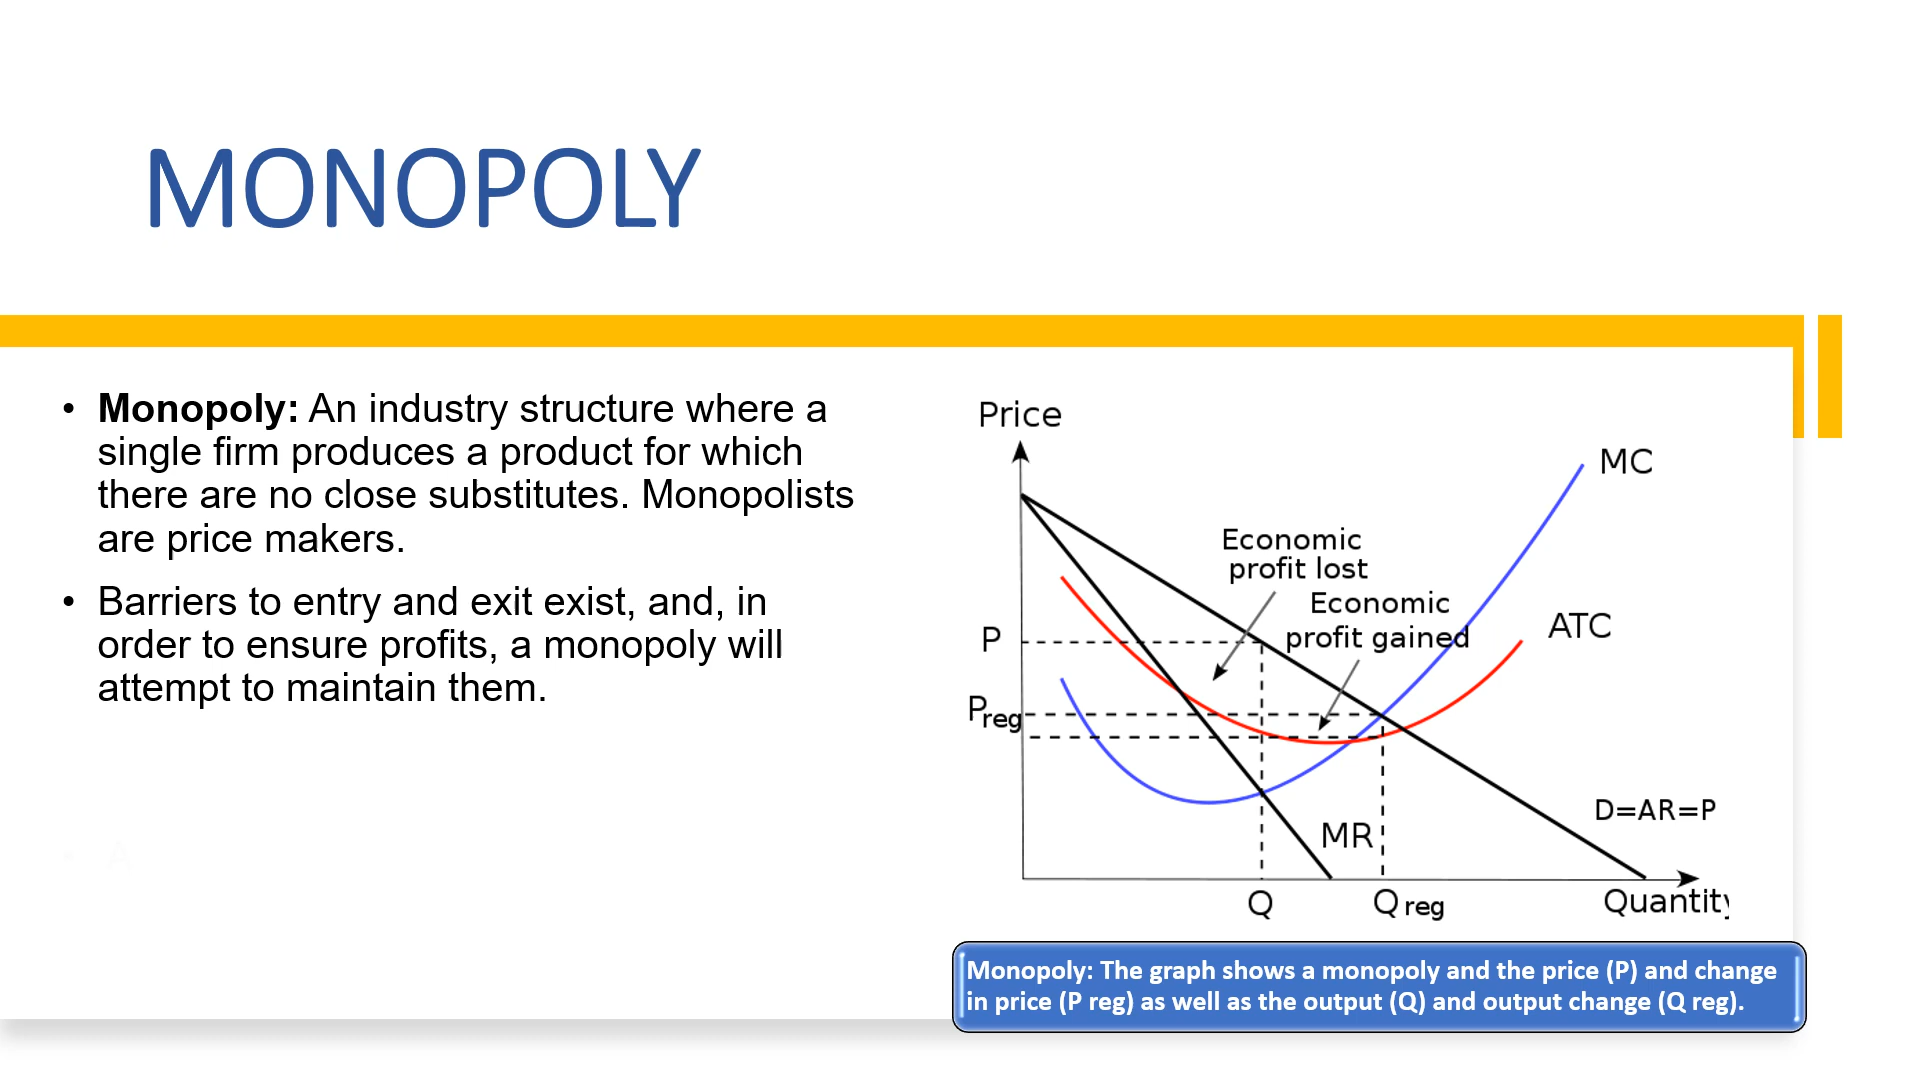 MONOPOLY
• Monopoly: An industry structure where a
single firm produces a product for which
there are no close substitutes. Monopolists
are price makers.
• Barriers to entry and exit exist, and, in
order to ensure profits, a monopoly will
attempt to maintain them.
• A
Price
MC
Economic
profit lost
Economic
profit gained
ATC
P
Preg
D=AR=P
MR
Q
Q reg
Quantity
Monopoly: The graph shows a monopoly and the price (P) and change
in price (P reg) as well as the output (Q) and output change (Q reg).